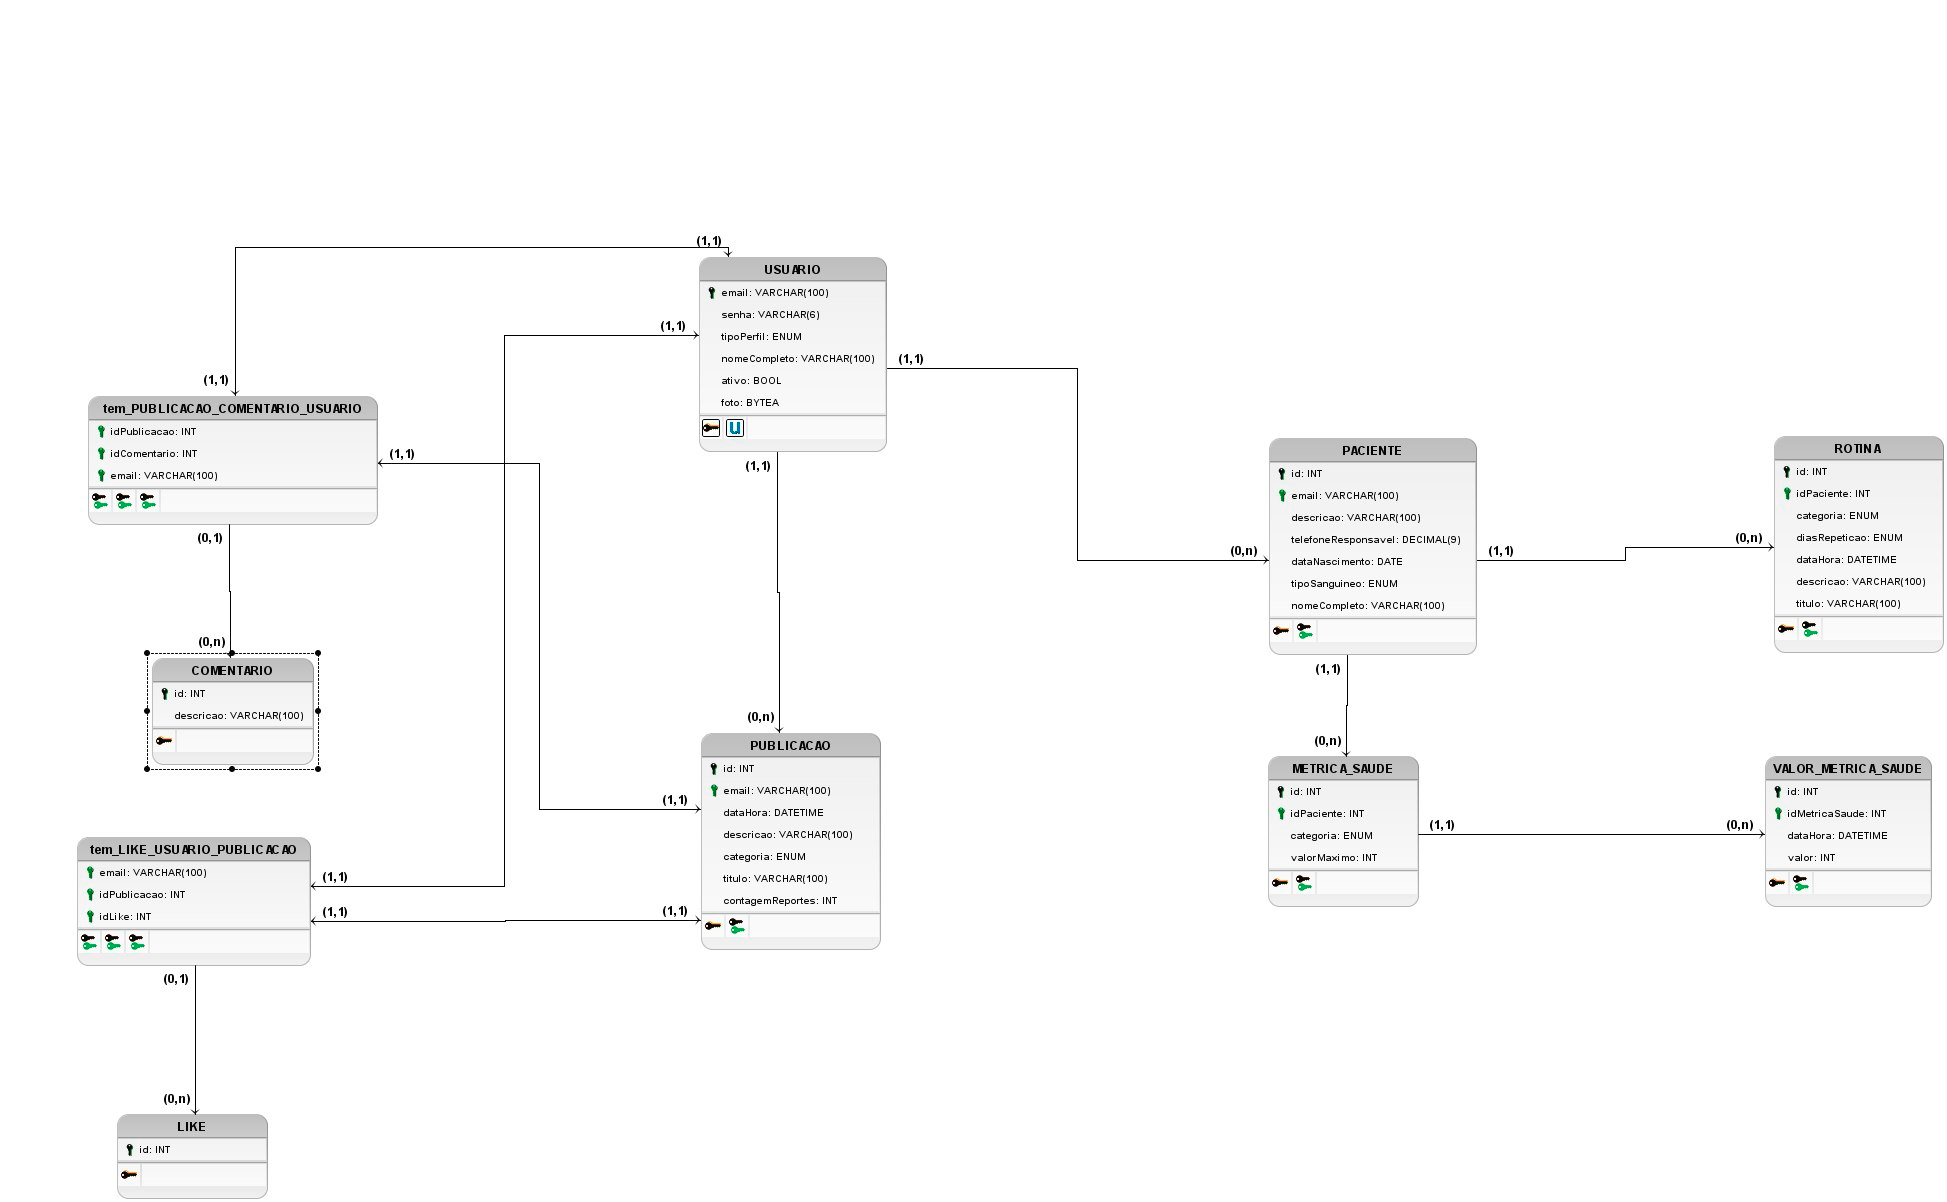 (1,1)
USUARIO
email: VARCHAR(100)
senha: VARCHAR(6)
tipoPerfil: ENUM
nomeCompleto: VARCHAR(100)
ativo: BOOL
foto: BYTEA
U
(1,1)
(1,1)
(1,1)
(1,1)
tem_PUBLICACAO_COMENTARIO_USUARIO
idPublicacao: INT
idComentario: INT
email: VARCHAR(100)
(1,1)
(0,1)
(0,n)
COMENTARIO
id: INT
descricao: VARCHAR(100)
(0,n)
PUBLICACAO
id: INT
email: VARCHAR(100)
dataHora: DATETIME
descricao: VARCHAR(100)
categoria: ENUM
titulo: VARCHAR(100)
contagemReportes: INT
(1,1)
(1,1)
tem_LIKE_USUARIO_PUBLICACAO
email: VARCHAR(100)
idPublicacao: INT
idLike: INT
(1,1)
(1,1)
(0,1)
(0,n)
LIKE
id: INT
(0,n)
PACIENTE
id: INT
email: VARCHAR(100)
descricao: VARCHAR(100)
telefoneResponsavel: DECIMAL(9)
dataNascimento: DATE
tipoSanguineo: ENUM
nomeCompleto: VARCHAR(100)
(1,1)
(0,n)
ROTINA
id: INT
idPaciente: INT
categoria: ENUM
diasRepeticao: ENUM
dataHora: DATETIME
descricao: VARCHAR(100)
titulo: VARCHAR(100)
(1,1)
(0,n)
METRICA_SAUDE
id: INT
idPaciente: INT
categoria: ENUM
valorMaximo: INT
(1,1)
(0,n)
VALOR_METRICA_SAUDE
id: INT
idMetricaSaude: INT
dataHora: DATETIME
valor: INT